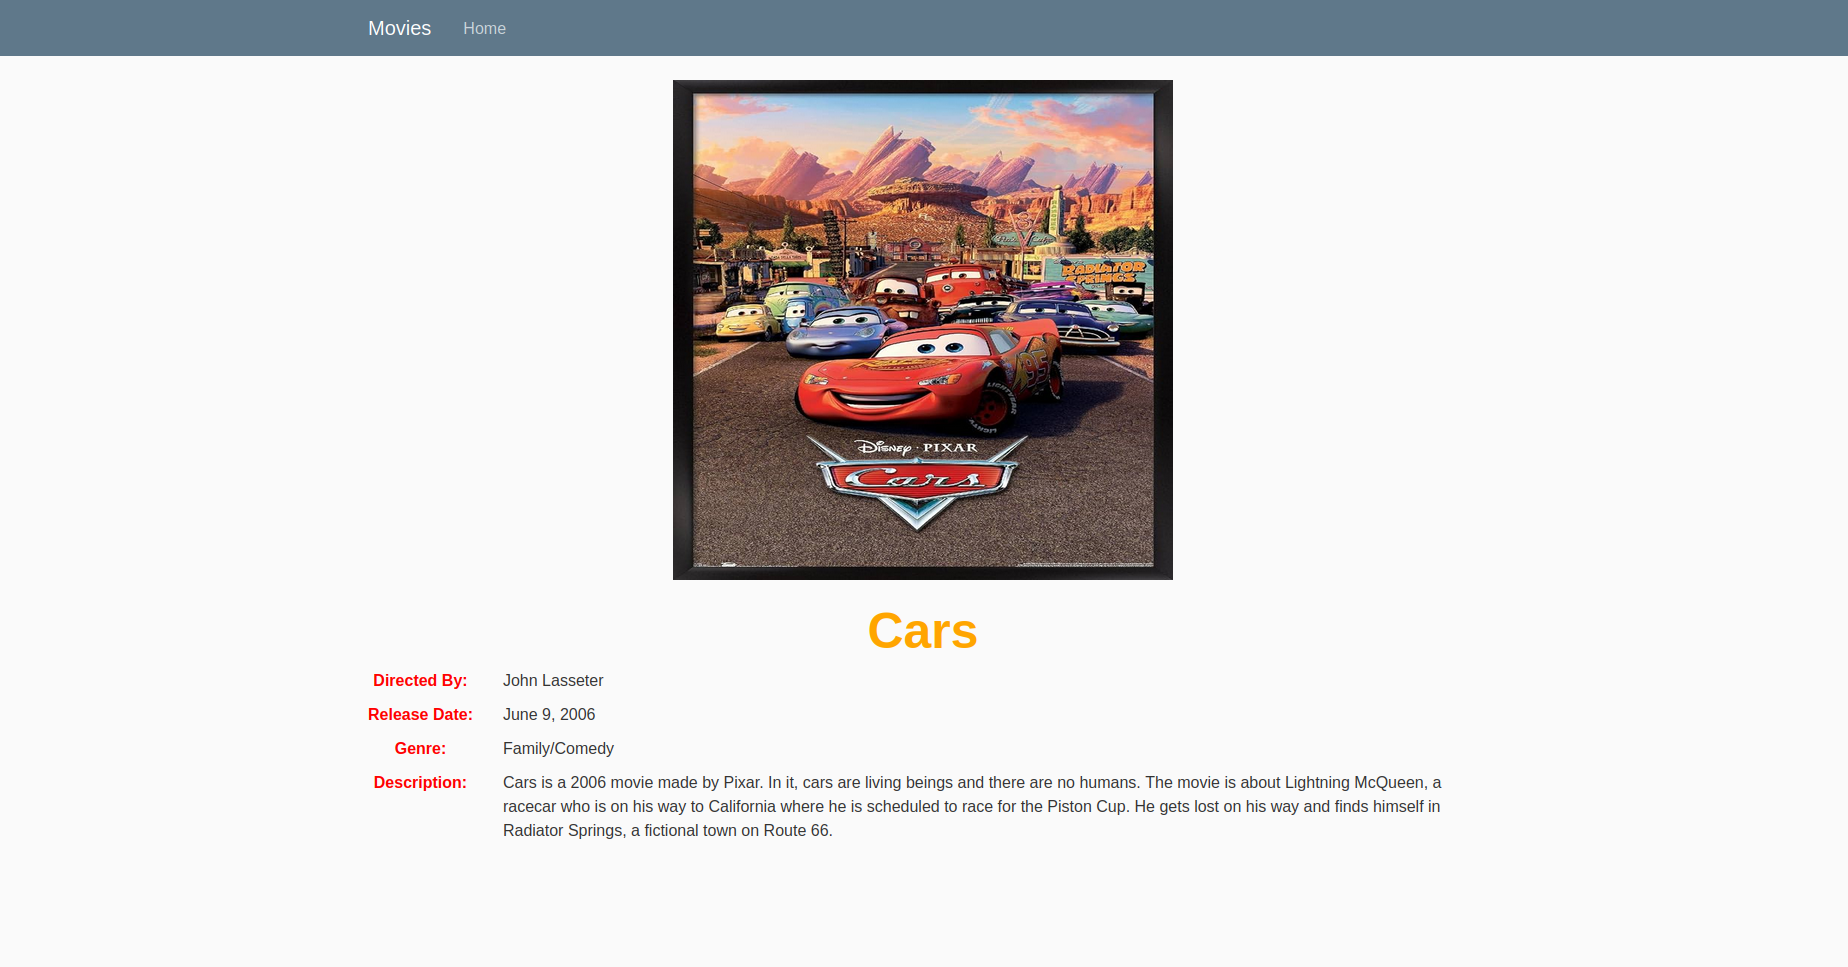 Movies Home
RADIATOR
SPRINGS
95
LIGHTYEAR
LIGHTY
Disney · PIXAR
Cars
Cars
Directed By: John Lasseter
Release Date: June 9, 2006
Genre: Family/Comedy
Description: Cars is a 2006 movie made by Pixar. In it, cars are living beings and there are no humans. The movie is about Lightning McQueen, a
racecar who is on his way to California where he is scheduled to race for the Piston Cup. He gets lost on his way and finds himself in
Radiator Springs, a fictional town on Route 66.